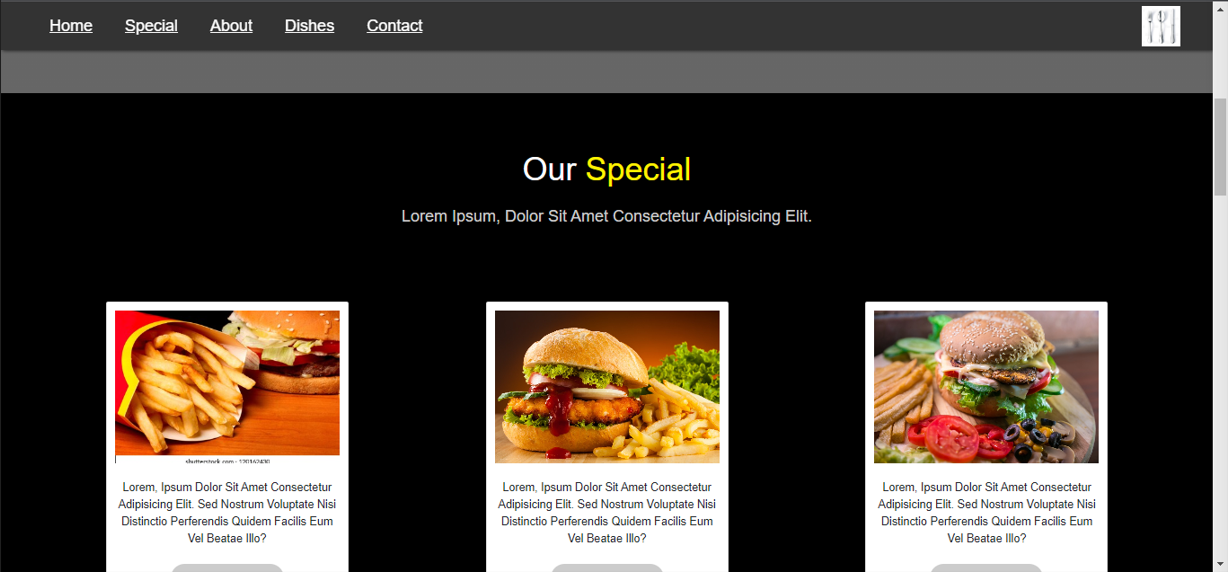 Home Special About Dishes Contact
Our Special
Lorem Ipsum, Dolor Sit Amet Consectetur Adipisicing Elit.
shutterstock.com · 120162430
Lorem, Ipsum Dolor Sit Amet Consectetur
Adipisicing Elit. Sed Nostrum Voluptate Nisi
Distinctio Perferendis Quidem Facilis Eum
Vel Beatae Illo?
Lorem, Ipsum Dolor Sit Amet Consectetur
Adipisicing Elit. Sed Nostrum Voluptate Nisi
Distinctio Perferendis Quidem Facilis Eum
Vel Beatae Illo?
Lorem, Ipsum Dolor Sit Amet Consectetur
Adipisicing Elit. Sed Nostrum Voluptate Nisi
Distinctio Perferendis Quidem Facilis Eum
Vel Beatae Illo?